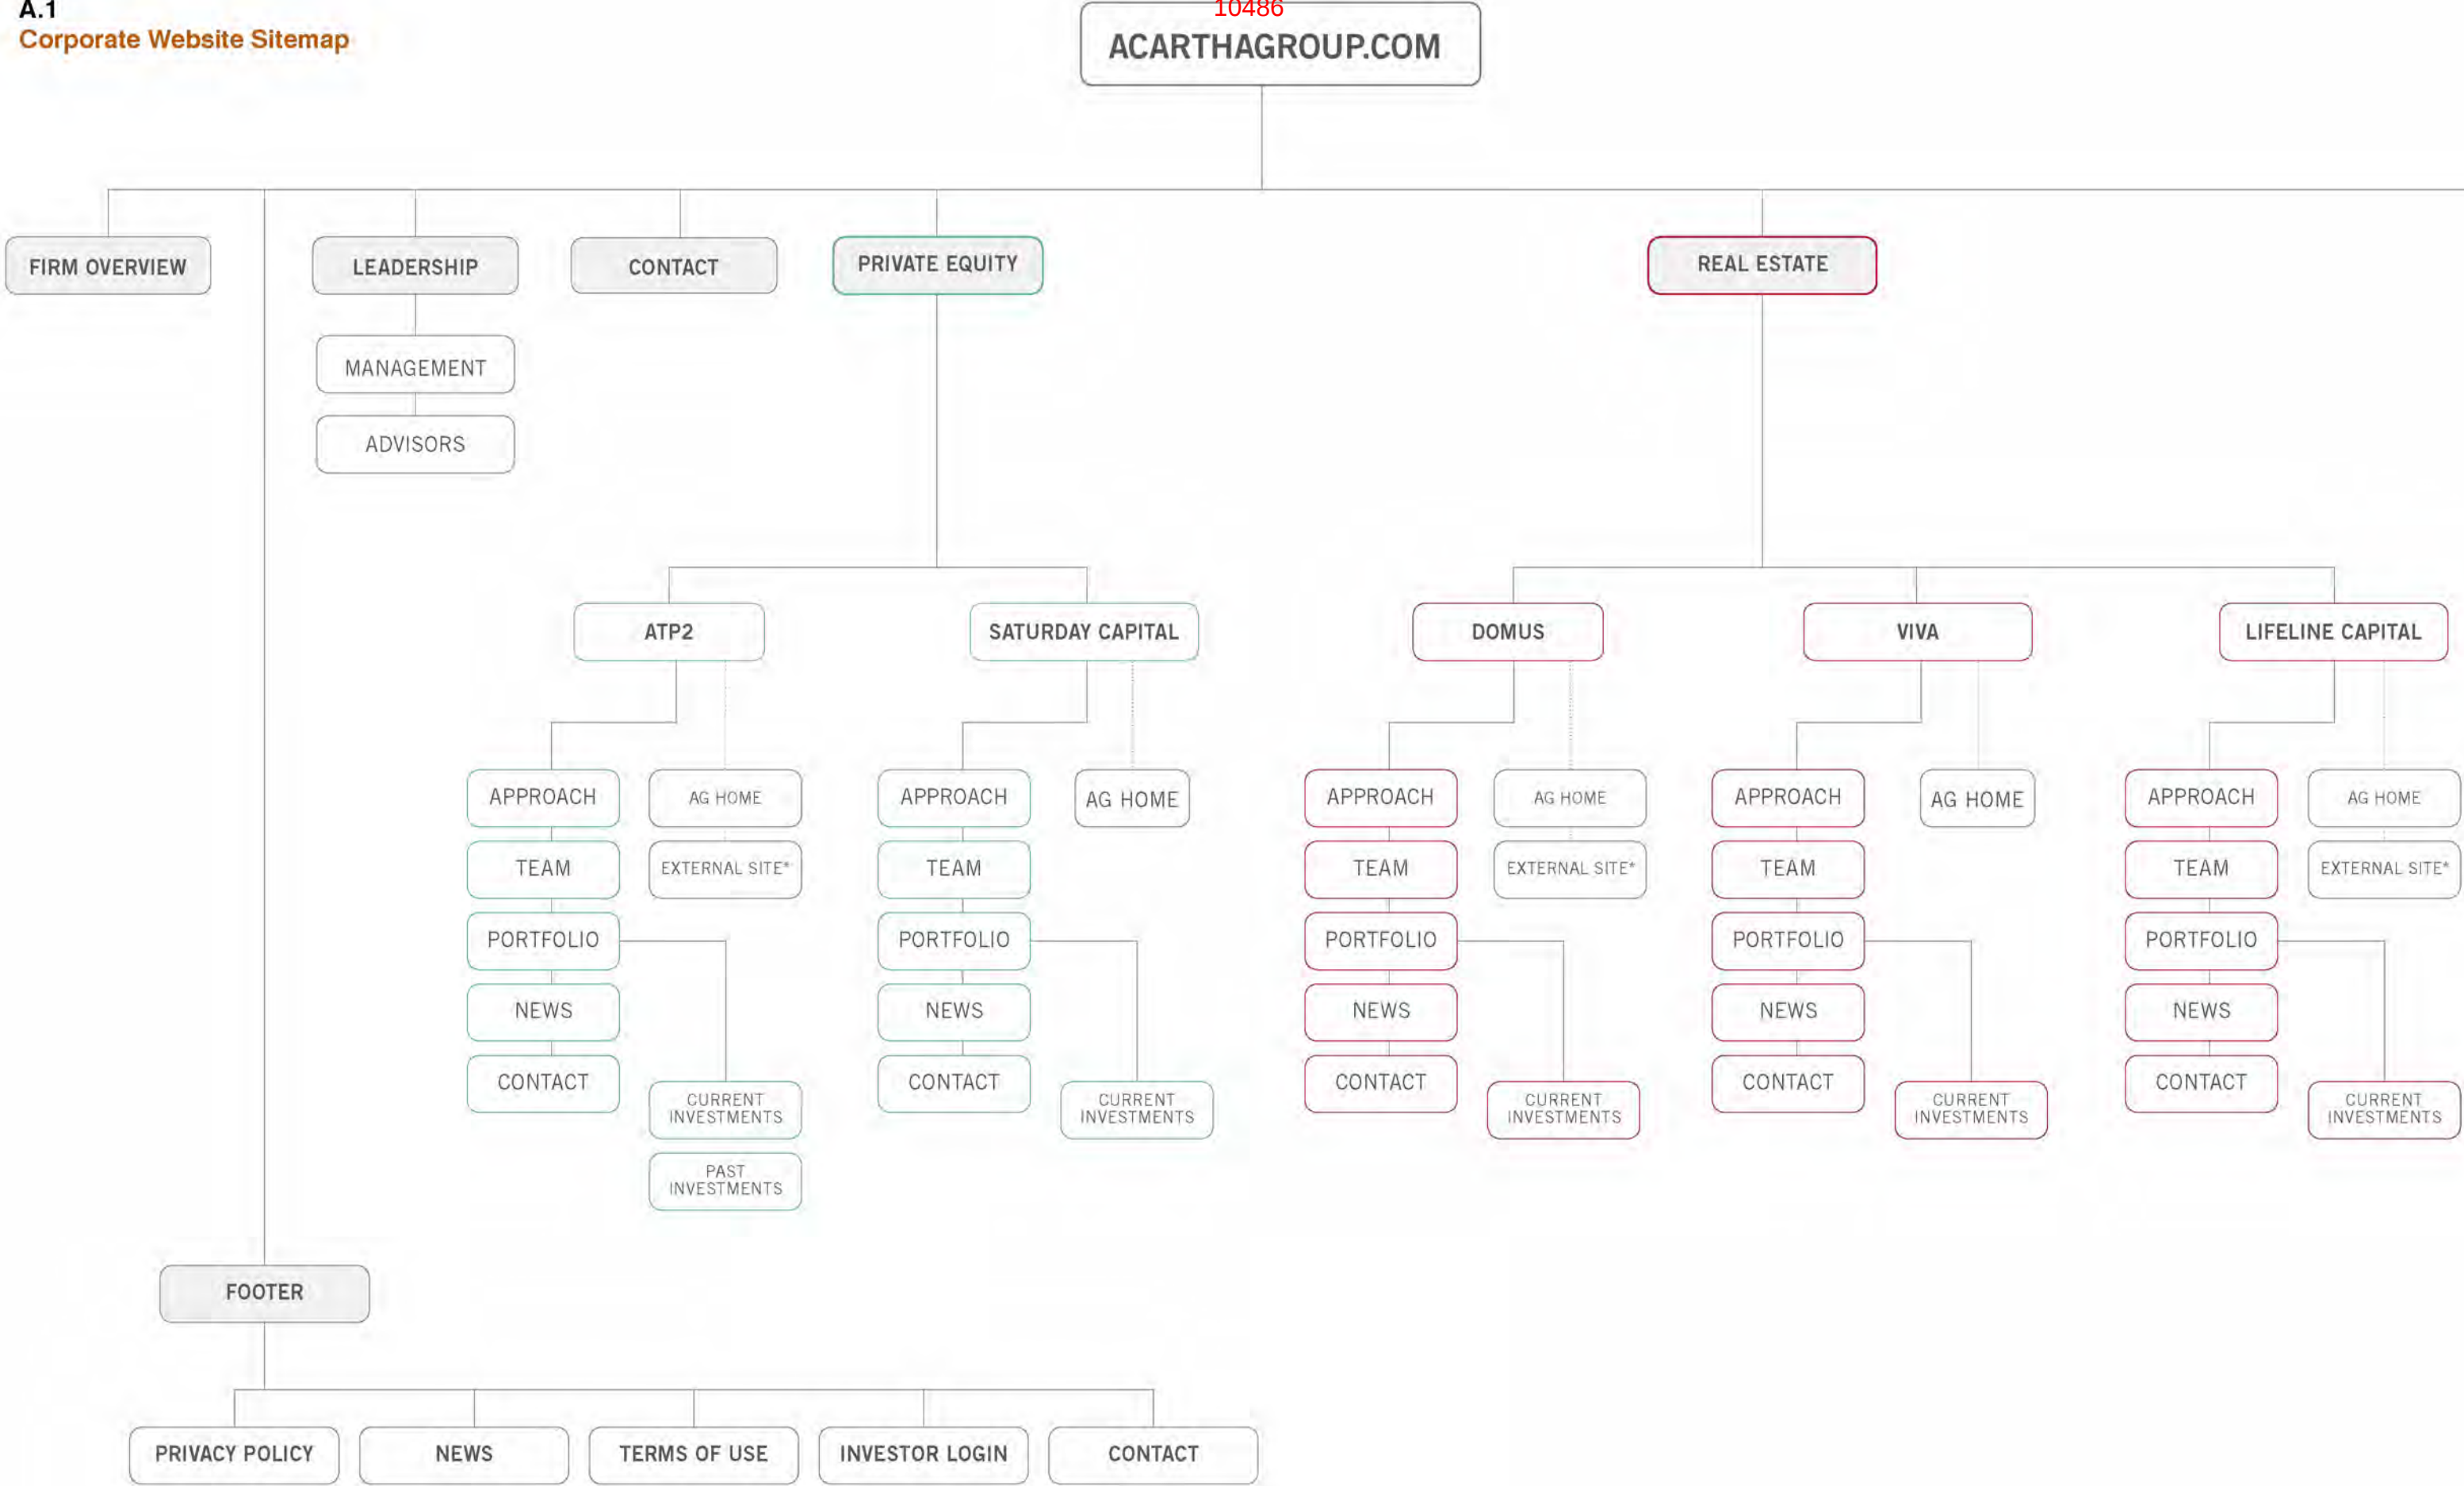 A.1
Corporate Website Sitemap
10486
ACARTHAGROUP.COM
FIRM OVERVIEW
LEADERSHIP
CONTACT
PRIVATE EQUITY
REAL ESTATE
MANAGEMENT
ADVISORS
ATP2
SATURDAY CAPITAL
DOMUS
VIVA
LIFELINE CAPITAL
APPROACH
AG HOME
APPROACH
AG HOME
APPROACH
AG HOME
APPROACH
AG HOME
APPROACH
AG HOME
TEAM
EXTERNAL SITE*
TEAM
TEAM
EXTERNAL SITE*
TEAM
TEAM
EXTERNAL SITE*
PORTFOLIO
PORTFOLIO
PORTFOLIO
PORTFOLIO
PORTFOLIO
NEWS
NEWS
NEWS
NEWS
NEWS
CONTACT
CONTACT
CONTACT
CONTACT
CONTACT
CURRENT
INVESTMENTS
CURRENT
INVESTMENTS
CURRENT
INVESTMENTS
CURRENT
INVESTMENTS
CURRENT
INVESTMENTS
PAST
INVESTMENTS
FOOTER
PRIVACY POLICY
NEWS
TERMS OF USE
INVESTOR LOGIN
CONTACT